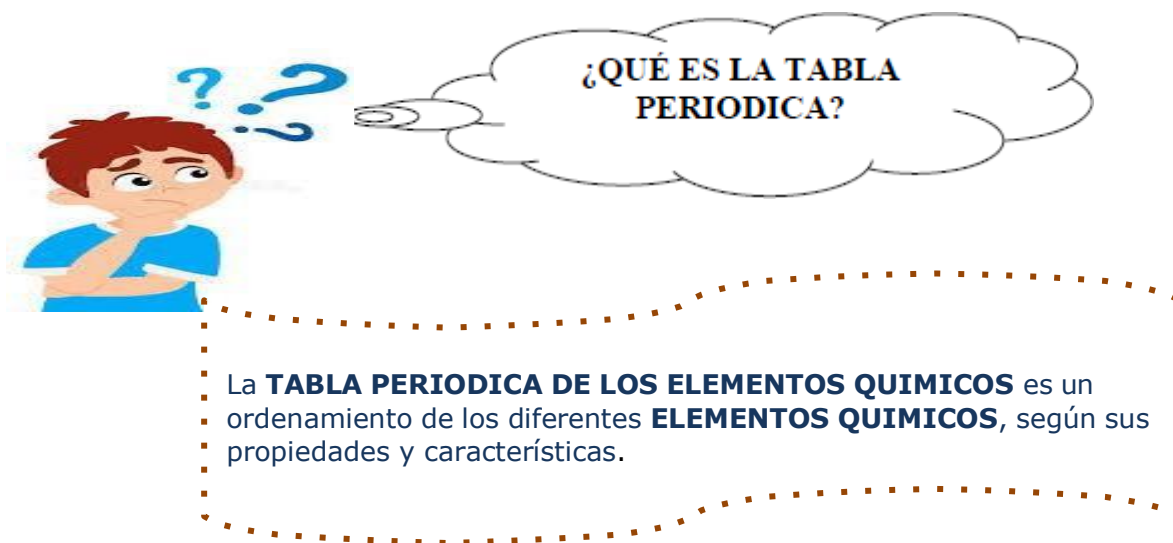 ? ? ?
¿QUÉ ES LA TABLA
PERIODICA?
La TABLA PERIODICA DE LOS ELEMENTOS QUIMICOS es un
ordenamiento de los diferentes ELEMENTOS QUIMICOS, según sus
propiedades y características.